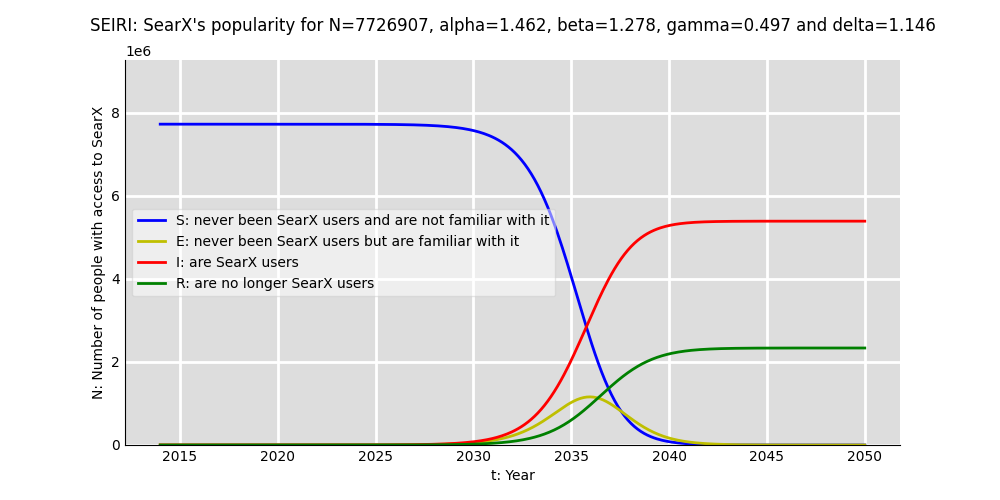 SEIRI: SearX's popularity for N=7726907, alpha=1.462, beta=1.278, gamma=0.497 and delta=1.146
1e6
N: Number of people with access to SearX
8
6
4
2
0
S: never been SearX users and are not familiar with it
E: never been SearX users but are familiar with it
I: are SearX users
R: are no longer SearX users
2015 2020 2025 2030 2035 2040 2045 2050
t: Year